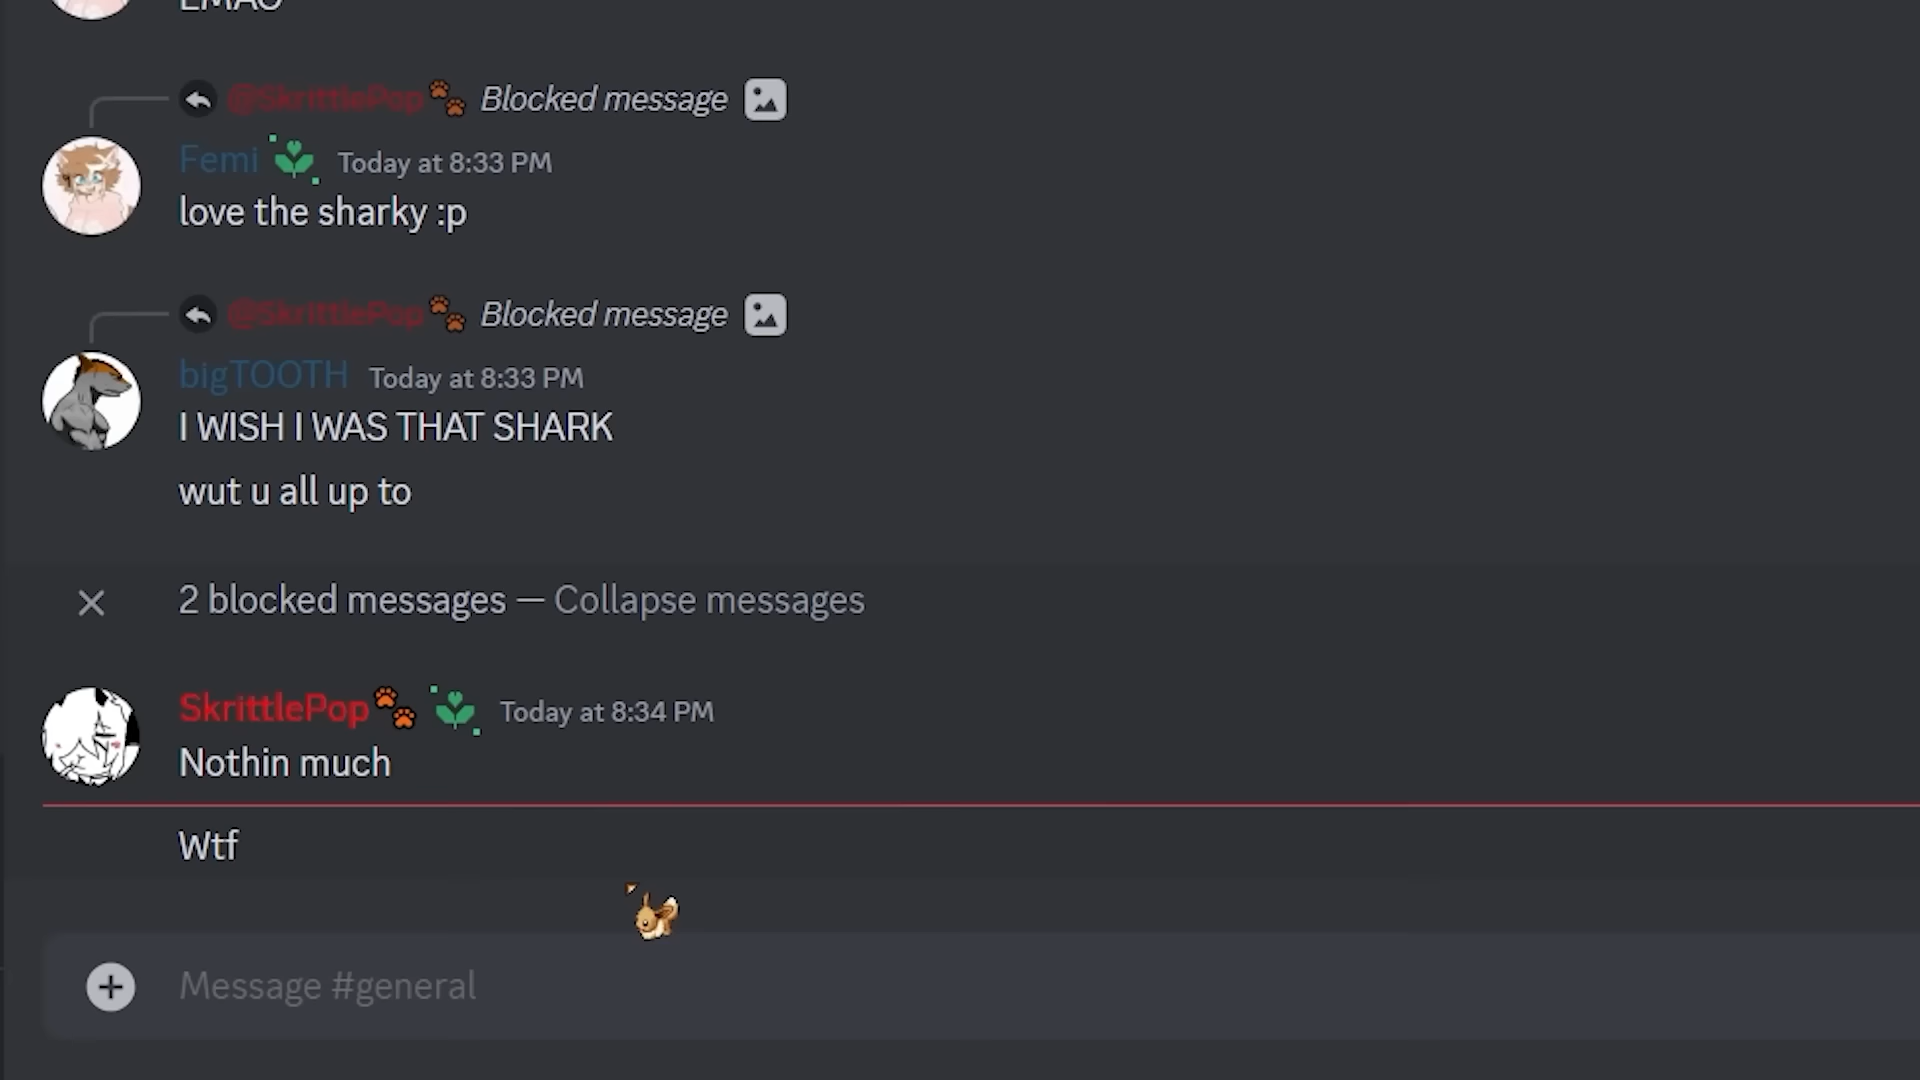 LMAO
@SkrittlePop Blocked message
Femi Today at 8:33 PM
love the sharky :p
@SkrittlePop Blocked message
bigTOOTH Today at 8:33 PM
I WISH I WAS THAT SHARK
wut u all up to
2 blocked messages — Collapse messages
SkrittlePop Today at 8:34 PM
Nothin much
Wtf
Message #general